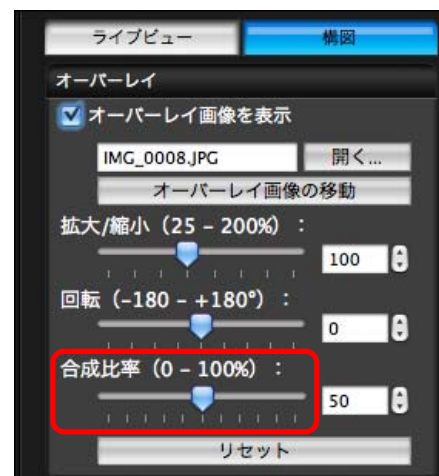 ライブビュー 構図
オーバーレイ
オーバーレイ画像を表示
IMG_0008.JPG 開く...
オーバーレイ画像の移動
拡大/縮小（25 – 200%）：
100
回転（-180 – +180°）：
0
合成比率（0 – 100%）：
50
リセット